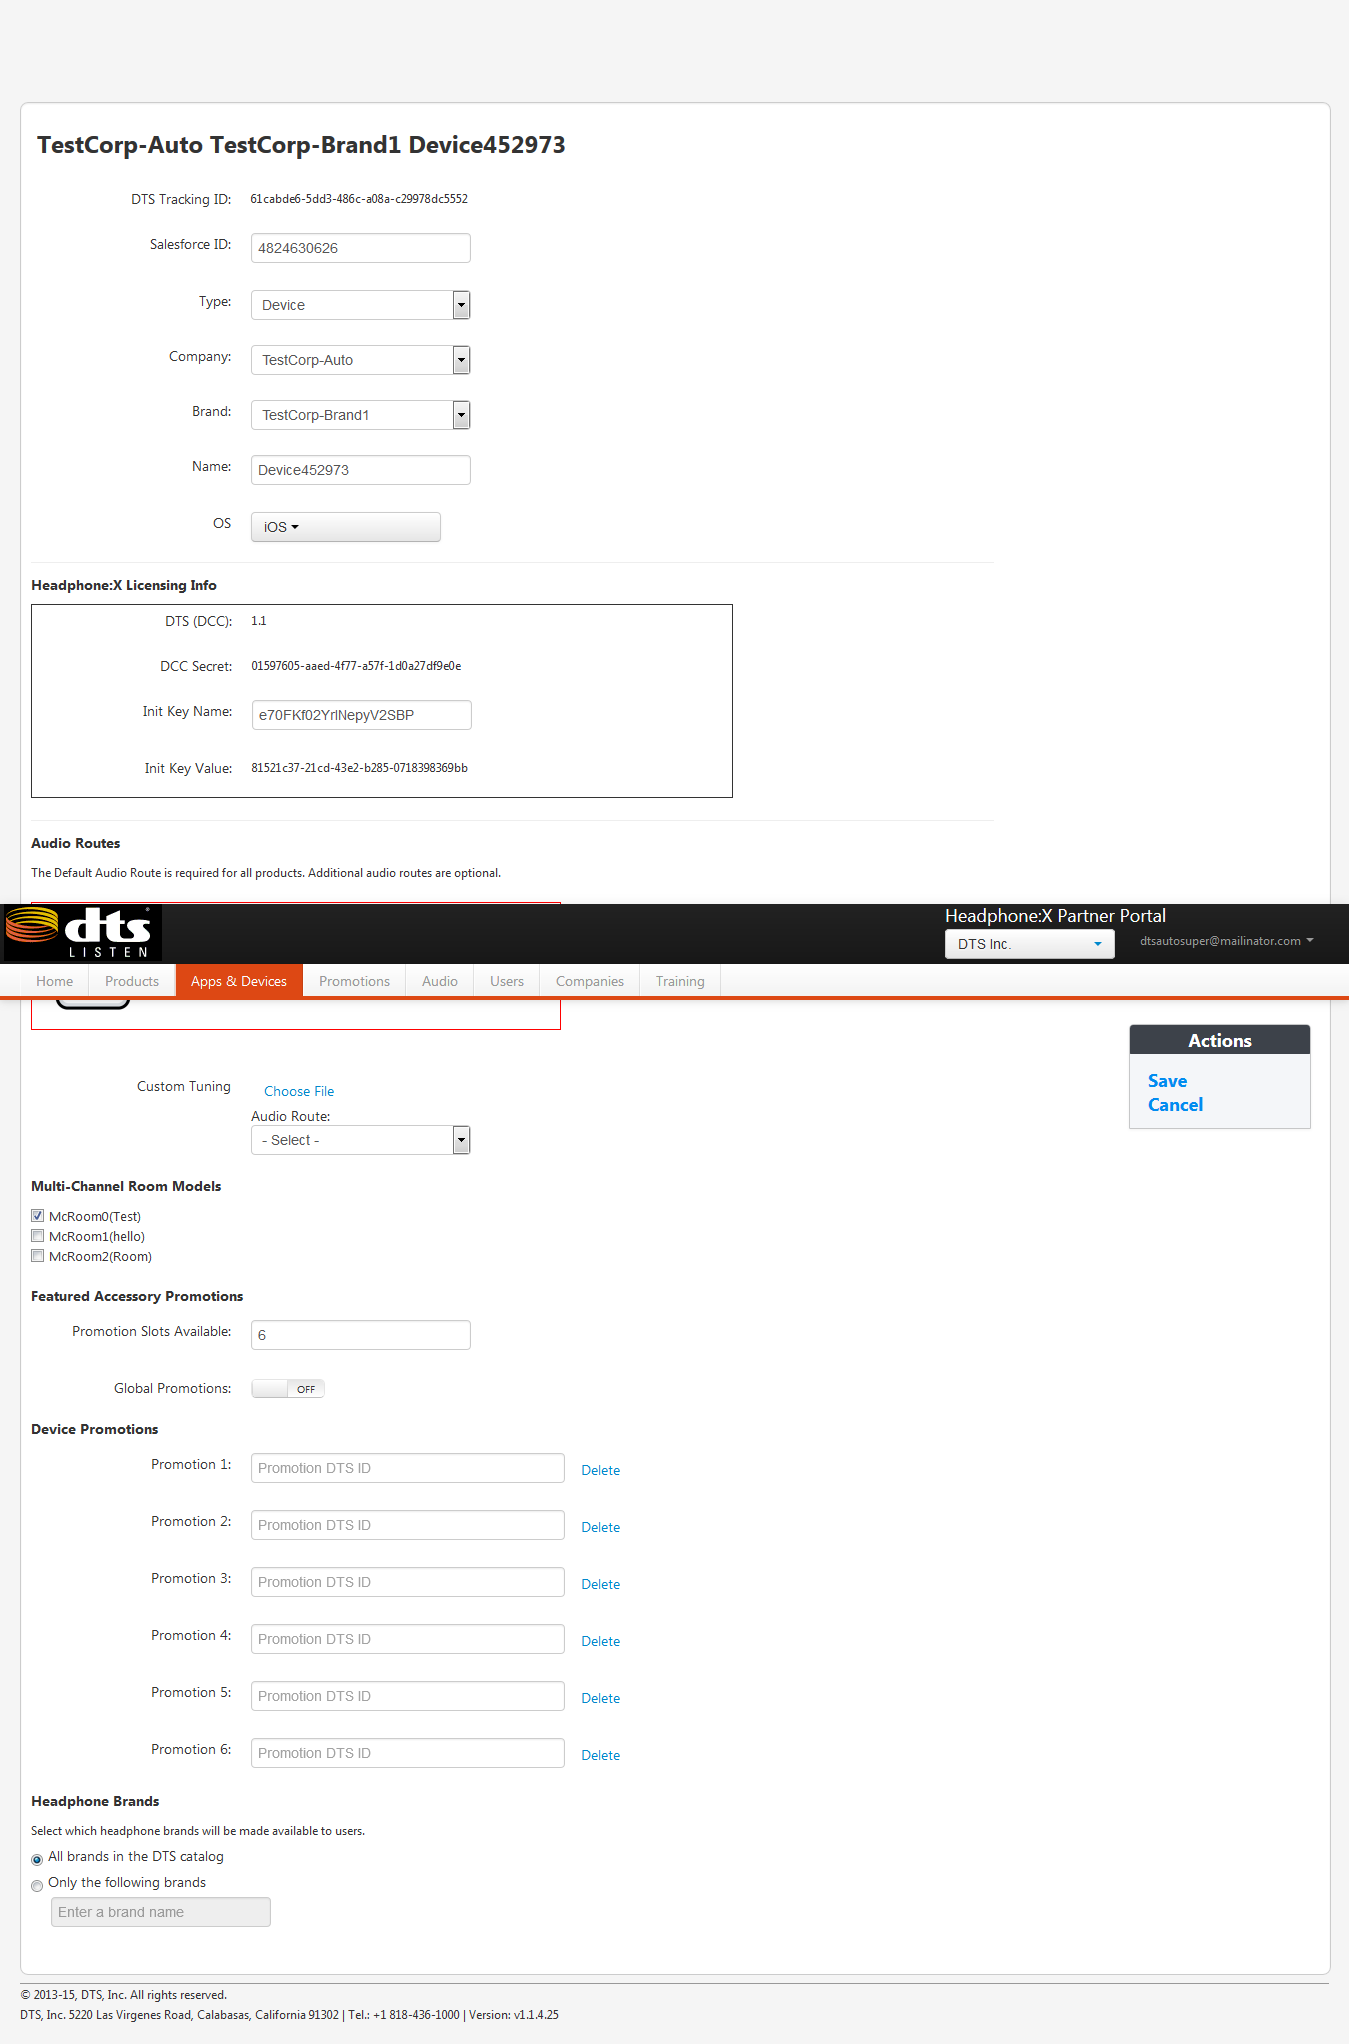 TestCorp-Auto TestCorp-Brand1 Device452973
DTS Tracking ID: 61cabde6-5dd3-486c-a08a-c29978dc5552
Salesforce ID: 4824630626
Type: Device
Company: TestCorp-Auto
Brand: TestCorp-Brand1
Name: Device452973
OS iOS
Headphone:X Licensing Info
DTS (DCC): 1.1
DCC Secret: 01597605-aaed-4f77-a57f-1d0a27df9e0e
Init Key Name: e70FKf02YrlNepyV2SBP
Init Key Value: 81521c37-21cd-43e2-b285-0718398369bb
Audio Routes
The Default Audio Route is required for all products. Additional audio routes are optional.
dts
LISTEN
Headphone:X Partner Portal
DTS Inc. dtsautosuper@mailinator.com
Home Products Apps & Devices Promotions Audio Users Companies Training
Actions
Save
Cancel
Custom Tuning Choose File
Audio Route:
- Select -
Multi-Channel Room Models
McRoom0(Test)
McRoom1(hello)
McRoom2(Room)
Featured Accessory Promotions
Promotion Slots Available: 6
Global Promotions: OFF
Device Promotions
Promotion 1: Promotion DTS ID Delete
Promotion 2: Promotion DTS ID Delete
Promotion 3: Promotion DTS ID Delete
Promotion 4: Promotion DTS ID Delete
Promotion 5: Promotion DTS ID Delete
Promotion 6: Promotion DTS ID Delete
Headphone Brands
Select which headphone brands will be made available to users.
All brands in the DTS catalog
Only the following brands
Enter a brand name
© 2013-15, DTS, Inc. All rights reserved.
DTS, Inc. 5220 Las Virgenes Road, Calabasas, California 91302 | Tel.: +1 818-436-1000 | Version: v1.1.4.25